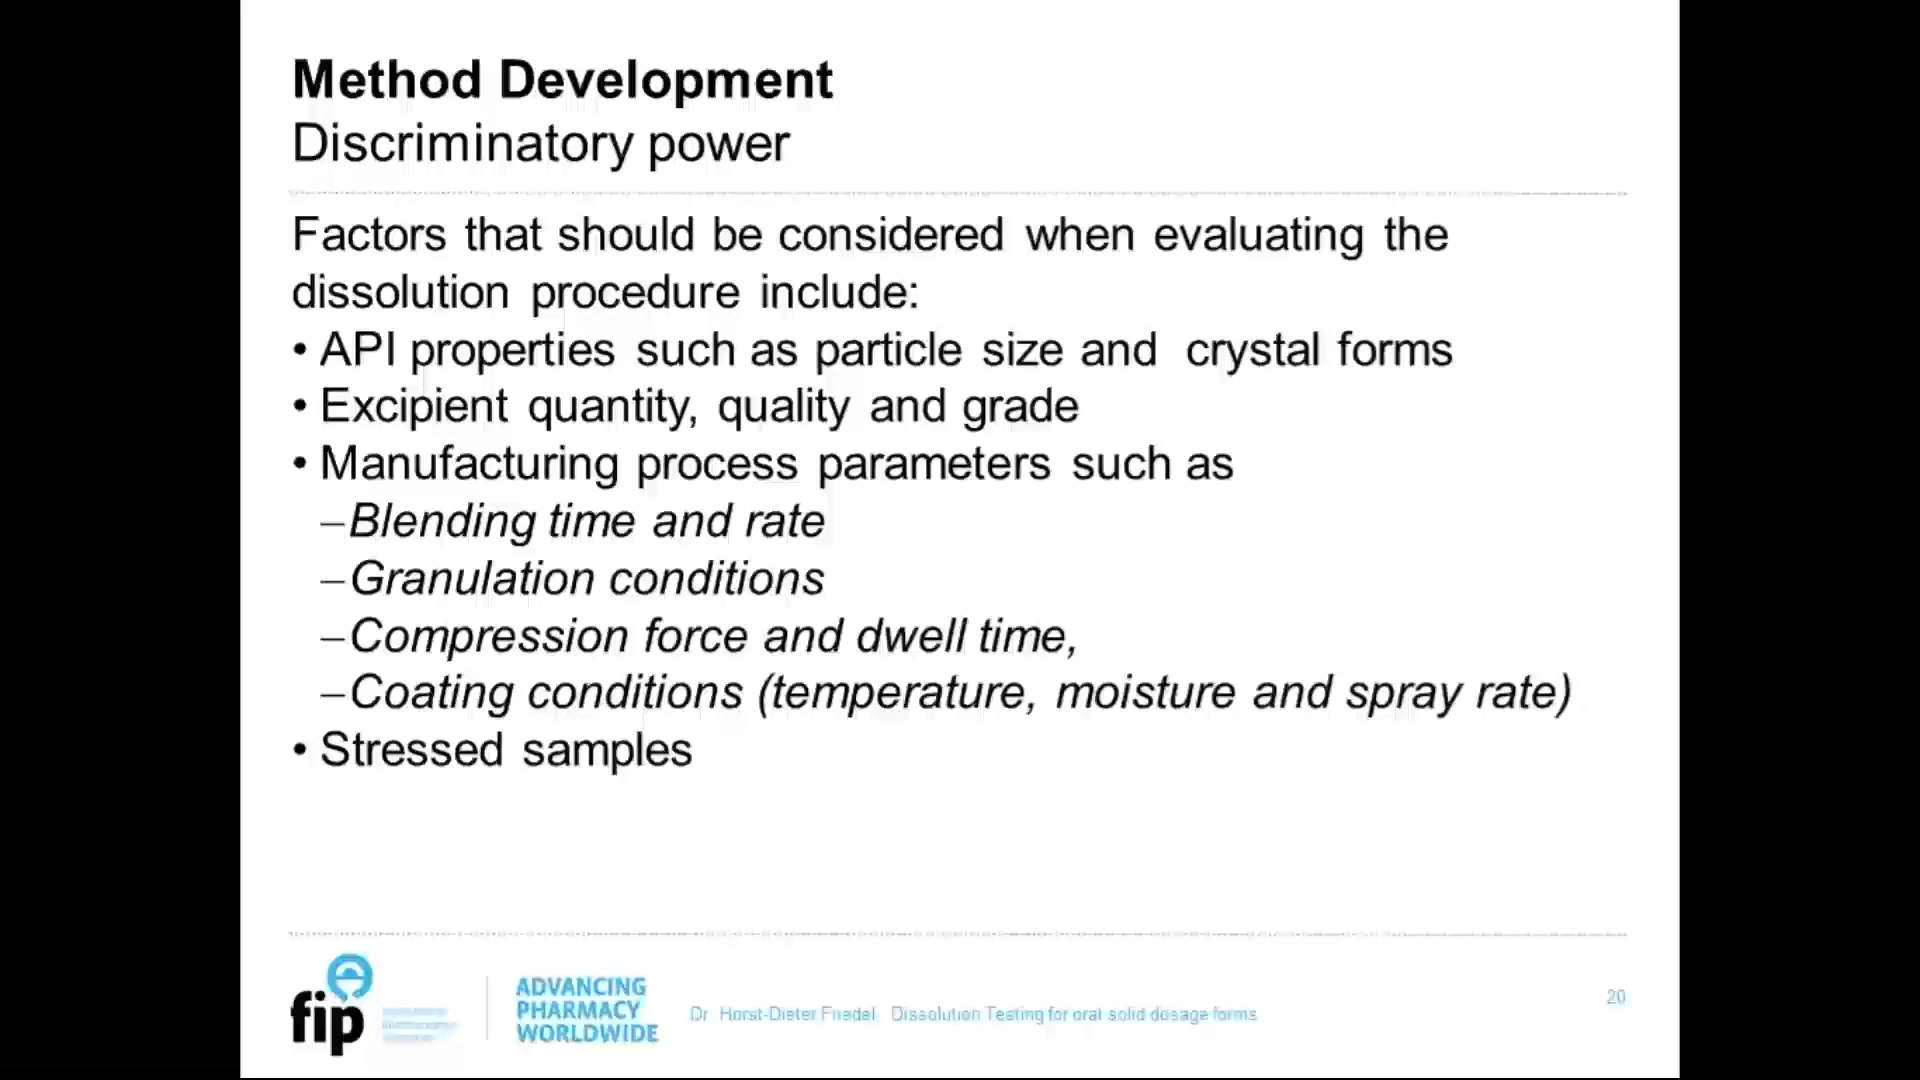 Method Development
Discriminatory power
Factors that should be considered when evaluating the
dissolution procedure include:
• API properties such as particle size and crystal forms
• Excipient quantity, quality and grade
• Manufacturing process parameters such as
–Blending time and rate
–Granulation conditions
–Compression force and dwell time,
–Coating conditions (temperature, moisture and spray rate)
• Stressed samples
fip
ADVANCING
PHARMACY
WORLDWIDE
Dr Horst-Dieter Friedel Dissolution Testing for oral solid dosage forms
20